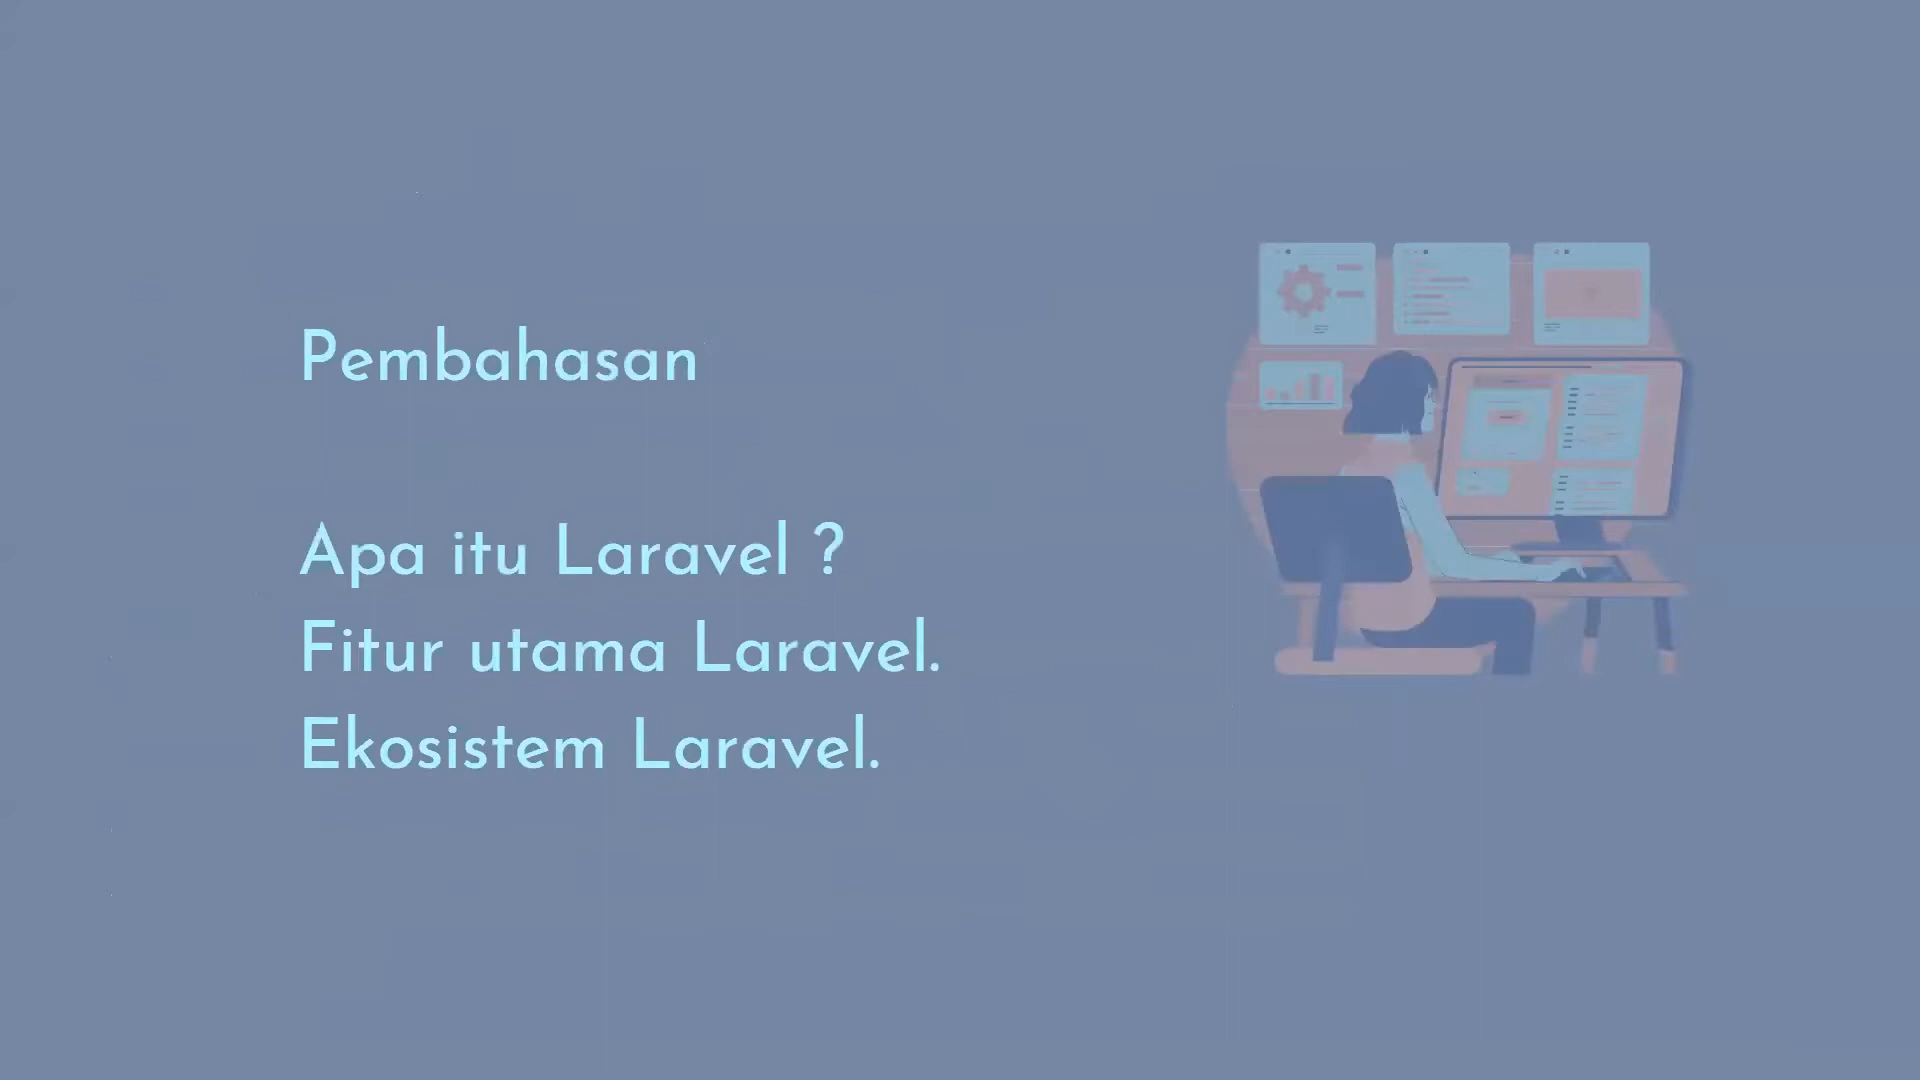 Pembahasan
Apa itu Laravel ?
Fitur utama Laravel.
Ekosistem Laravel.